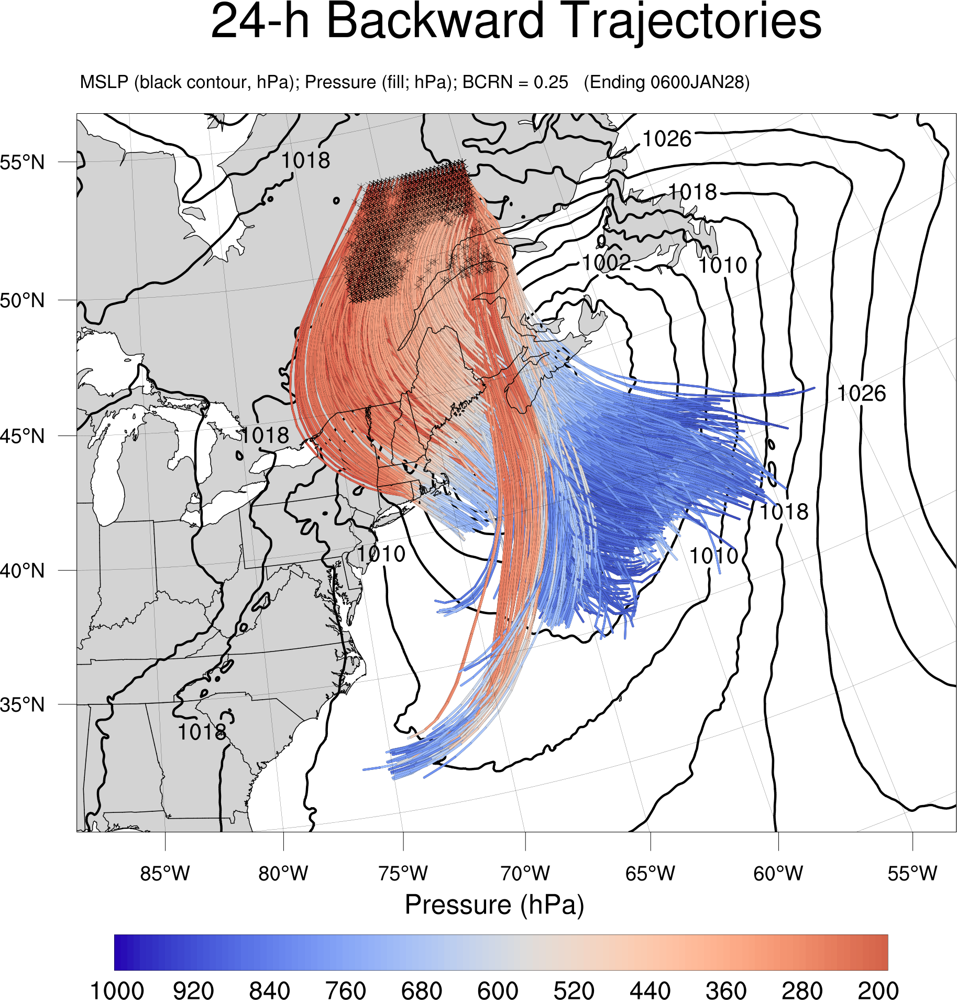 24-h Backward Trajectories
MSLP (black contour, hPa); Pressure (fill; hPa); BCRN = 0.25 (Ending 0600JAN28)
1026
55°N
1018
1018
1002
1010
50°N
1026
45°N
1018
1018
1010
1010
40°N
35°N
1018
85°W 80°W 75°W 70°W 65°W 60°W 55°W
Pressure (hPa)
1000 920 840 760 680 600 520 440 360 280 200